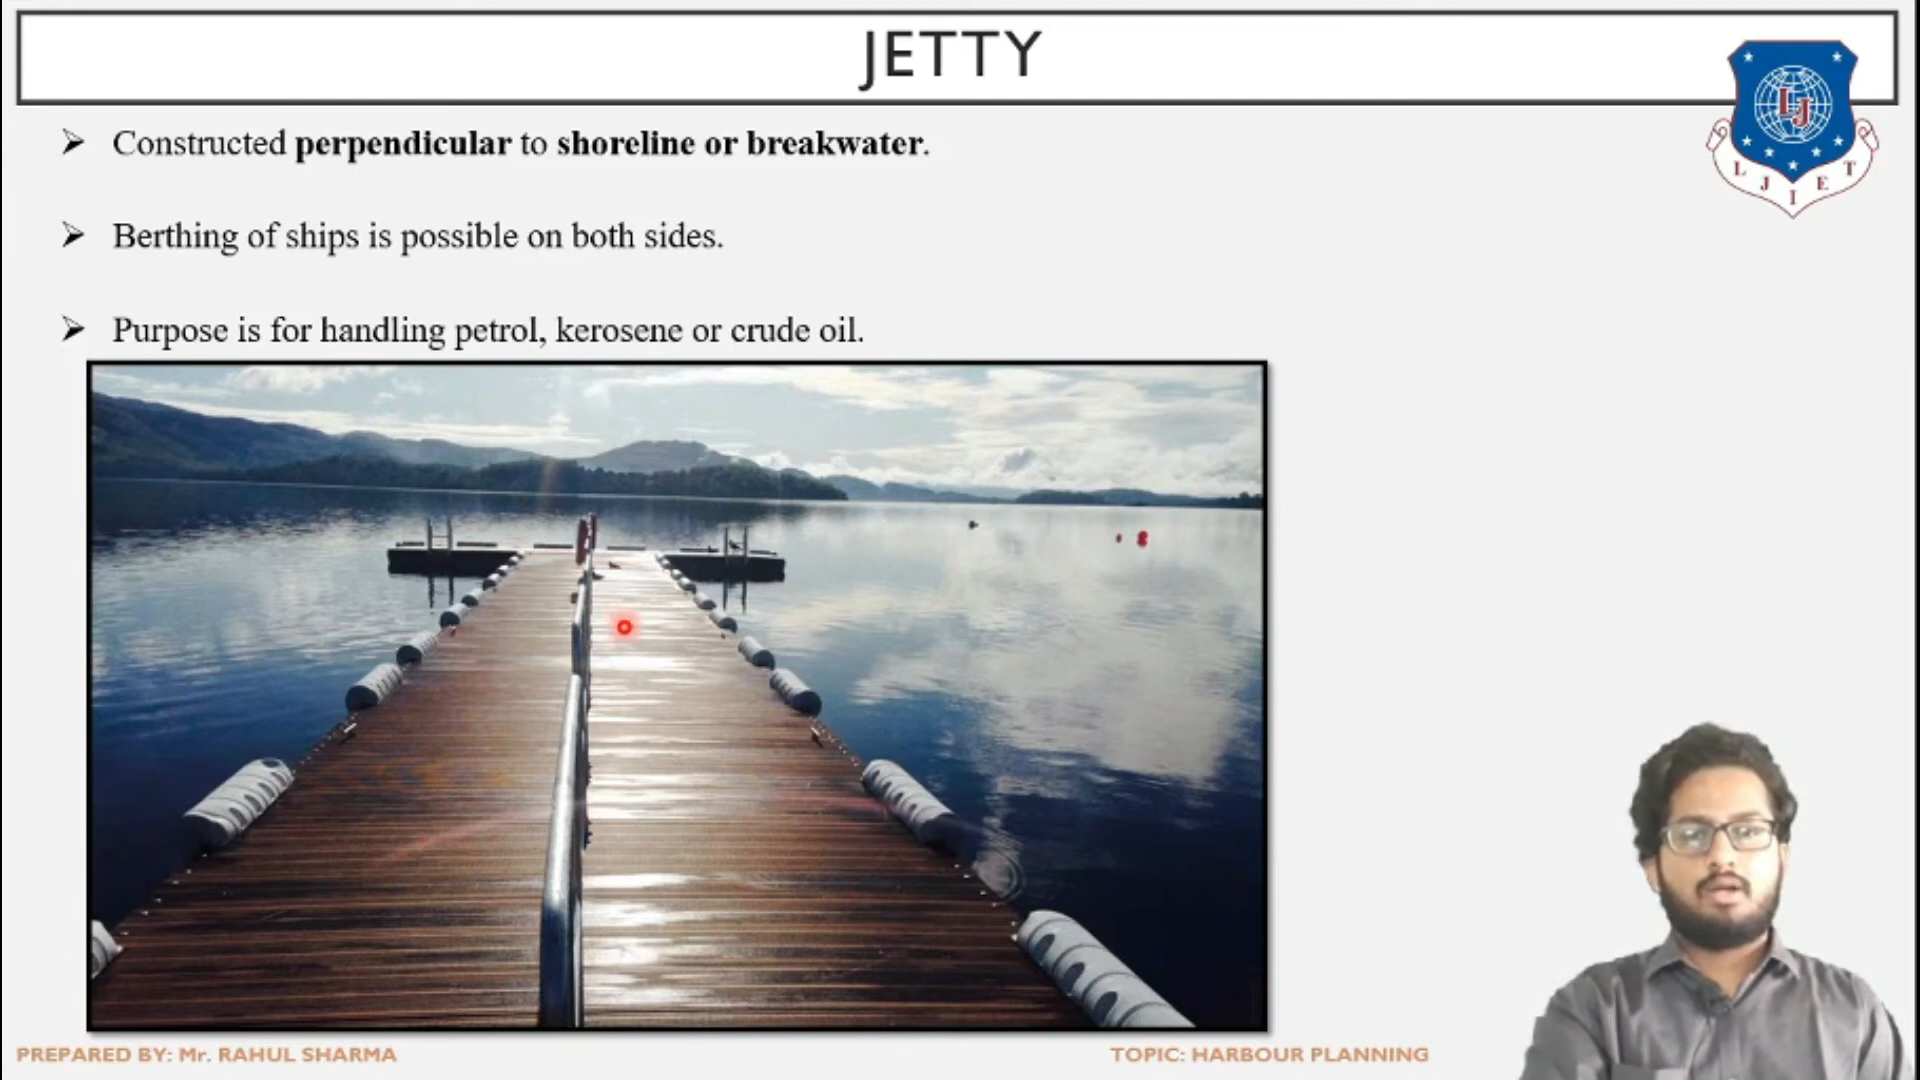 JETTY
➢ Constructed perpendicular to shoreline or breakwater.
➢ Berthing of ships is possible on both sides.
➢ Purpose is for handling petrol, kerosene or crude oil.
LJ
L J I E T
PREPARED BY: Mr. RAHUL SHARMA
TOPIC: HARBOUR PLANNING